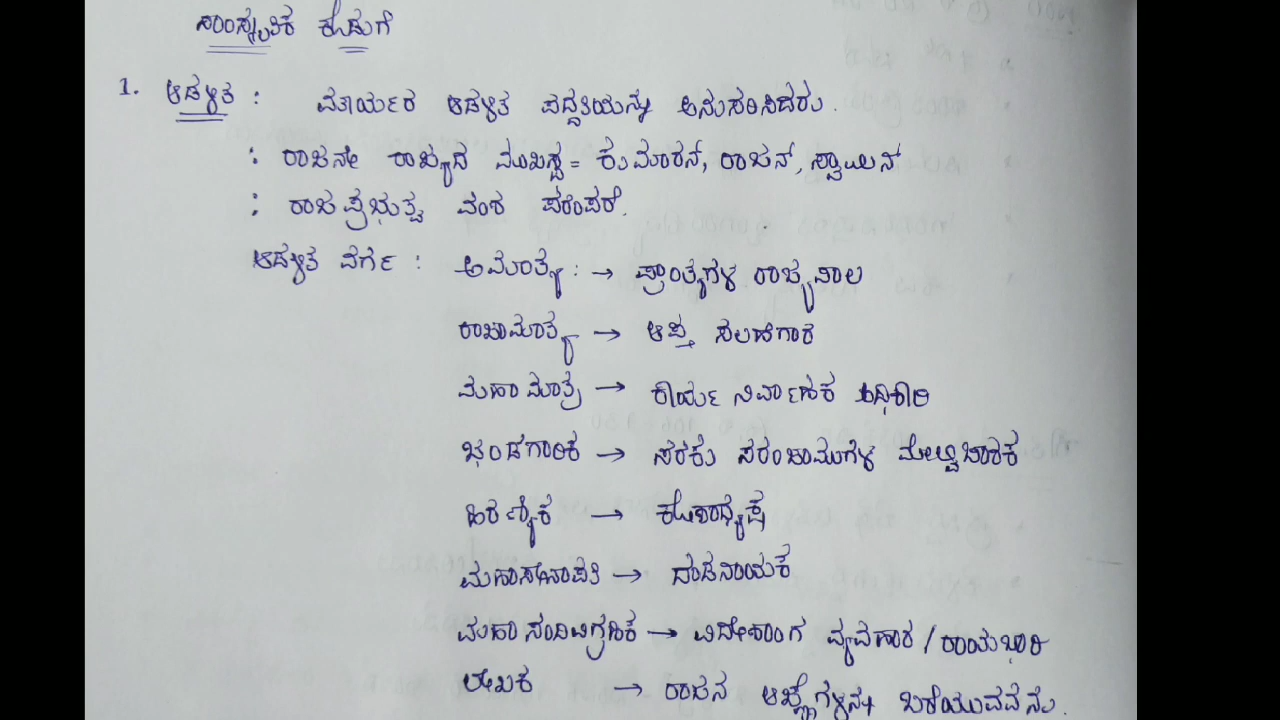 ಸಾಂಸ್ಕೃತಿಕ ಕೊಡುಗೆ
1. ಆಡಳಿತ : ಮೌರ್ಯರ ಆಡಳಿತ ಪದ್ಧತಿಯನ್ನು ಅನುಸರಿಸಿದರು.
: ರಾಜನೇ ರಾಜ್ಯದ ಮುಖ್ಯಸ್ಥ = ಕುಮಾರನ್, ರಾಜನ್, ಸ್ವಾಮಿನ್
: ರಾಜಪ್ರಭುತ್ವ ವಂಶ ಪರಂಪರೆ.
ಆಡಳಿತ ವರ್ಗ : ಅಮಾತ್ಯ : → ಪ್ರಾಂತ್ಯಗಳ ರಾಜ್ಯಪಾಲ
ರಾಜಾಮಾತ್ಯ → ಆಪ್ತ ಸಲಹೆಗಾರ
ಮಹಾಮಾತ್ರ → ಕಾರ್ಯ ನಿರ್ವಾಹಕ ಅಧಿಕಾರಿ
ಭಂಡಗಾರಿಕ → ಸರಕು ಸರಂಜಾಮುಗಳ ಮೇಲ್ವಿಚಾರಕ
ಹಿರಣ್ಯಕ → ಕೋಶಾಧ್ಯಕ್ಷ
ಮಹಾಸೇನಾಪತಿ → ದಂಡನಾಯಕ
ಮಹಾಸಂದಿವಿಗ್ರಹಿಕ → ವಿದೇಶಾಂಗ ವ್ಯವಹಾರ / ರಾಯಭಾರಿ
ಲೇಖಕ → ರಾಜನ ಆಜ್ಞೆಗಳನ್ನು ಬರೆಯುವವನು.